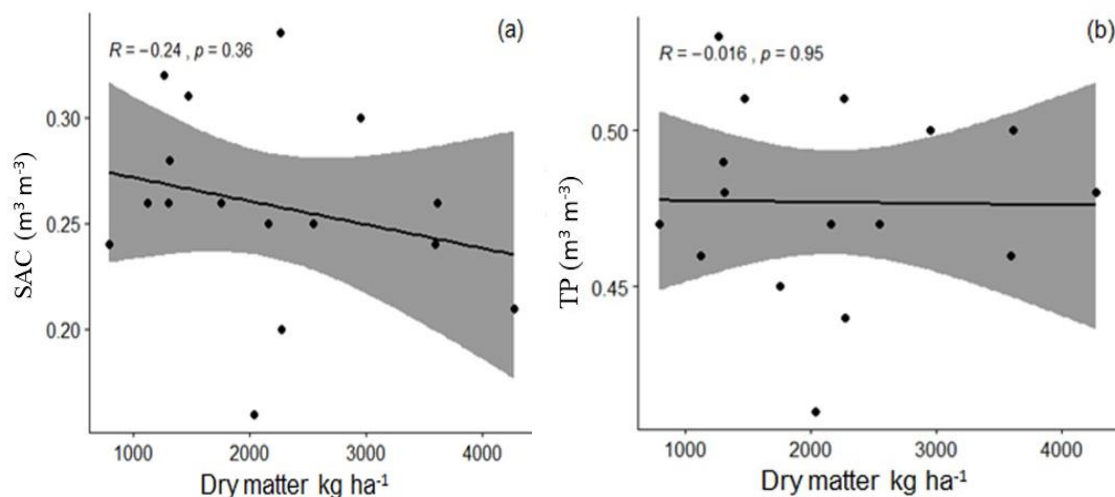 (a)
R = −0.24 , p = 0.36
0.30
0.25
0.20
SAC (m³ m⁻³)
1000 2000 3000 4000
Dry matter kg ha⁻¹
(b)
R = −0.016 , p = 0.95
0.50
0.45
TP (m³ m⁻³)
1000 2000 3000 4000
Dry matter kg ha⁻¹